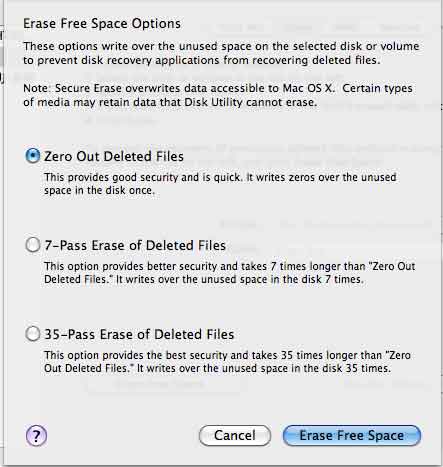 Erase Free Space Options
These options write over the unused space on the selected disk or volume
to prevent disk recovery applications from recovering deleted files.
Note: Secure Erase overwrites data accessible to Mac OS X. Certain types
of media may retain data that Disk Utility cannot erase.
Zero Out Deleted Files
This provides good security and is quick. It writes zeros over the unused
space in the disk once.
7-Pass Erase of Deleted Files
This option provides better security and takes 7 times longer than "Zero Out
Deleted Files." It writes over the unused space in the disk 7 times.
35-Pass Erase of Deleted Files
This option provides the best security and takes 35 times longer than "Zero
Out Deleted Files." It writes over the unused space in the disk 35 times.
?
Cancel
Erase Free Space